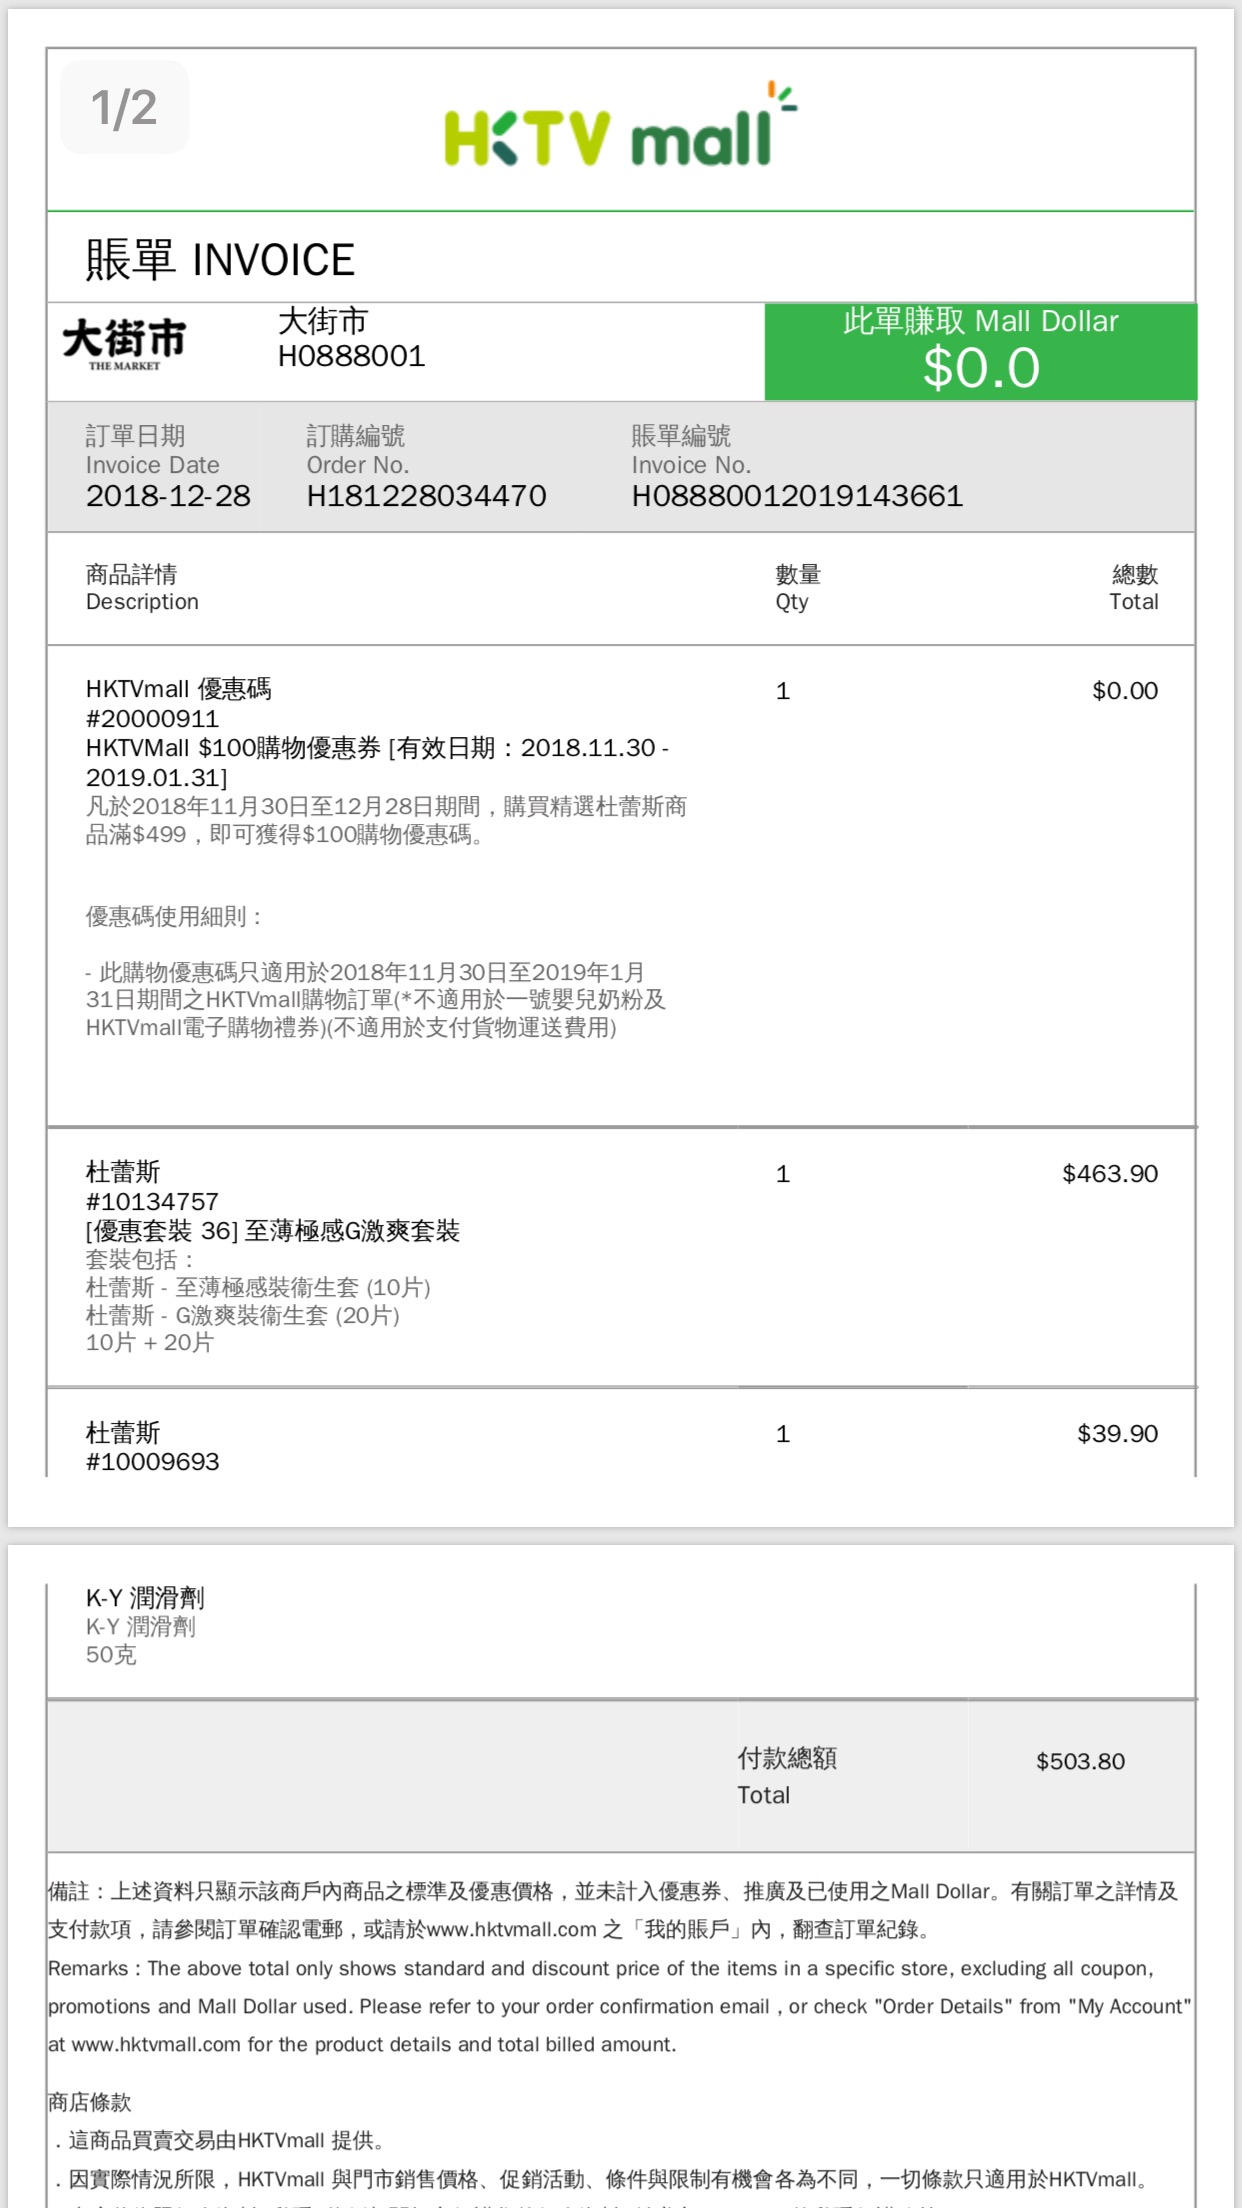 1/2
HKTV mall
賬單 INVOICE
大街市
THE MARKET
大街市
H0888001
此單賺取 Mall Dollar
$0.0
訂單日期
Invoice Date
2018-12-28
訂購編號
Order No.
H181228034470
賬單編號
Invoice No.
H08880012019143661
商品詳情
Description
數量
Qty
總數
Total
HKTVmall 優惠碼
#20000911
HKTVMall $100購物優惠券 [有效日期：2018.11.30 -
2019.01.31]
凡於2018年11月30日至12月28日期間，購買精選杜蕾斯商
品滿$499，即可獲得$100購物優惠碼。
優惠碼使用細則：
- 此購物優惠碼只適用於2018年11月30日至2019年1月
31日期間之HKTVmall購物訂單(*不適用於一號嬰兒奶粉及
HKTVmall電子購物禮券)(不適用於支付貨物運送費用)
1
$0.00
杜蕾斯
#10134757
[優惠套裝 36] 至薄極感G激爽套裝
套裝包括：
杜蕾斯 - 至薄極感裝衞生套 (10片)
杜蕾斯 - G激爽裝衞生套 (20片)
10片 + 20片
1
$463.90
杜蕾斯
#10009693
1
$39.90
K-Y 潤滑劑
K-Y 潤滑劑
50克
付款總額
Total
$503.80
備註：上述資料只顯示該商戶內商品之標準及優惠價格，並未計入優惠券、推廣及已使用之Mall Dollar。有關訂單之詳情及
支付款項，請參閱訂單確認電郵，或請於www.hktvmall.com 之「我的賬戶」內，翻查訂單紀錄。
Remarks : The above total only shows standard and discount price of the items in a specific store, excluding all coupon,
promotions and Mall Dollar used. Please refer to your order confirmation email , or check "Order Details" from "My Account"
at www.hktvmall.com for the product details and total billed amount.
商店條款
．這商品買賣交易由HKTVmall 提供。
．因實際情況所限，HKTVmall 與門市銷售價格、促銷活動、條件與限制有機會各為不同，一切條款只適用於HKTVmall。